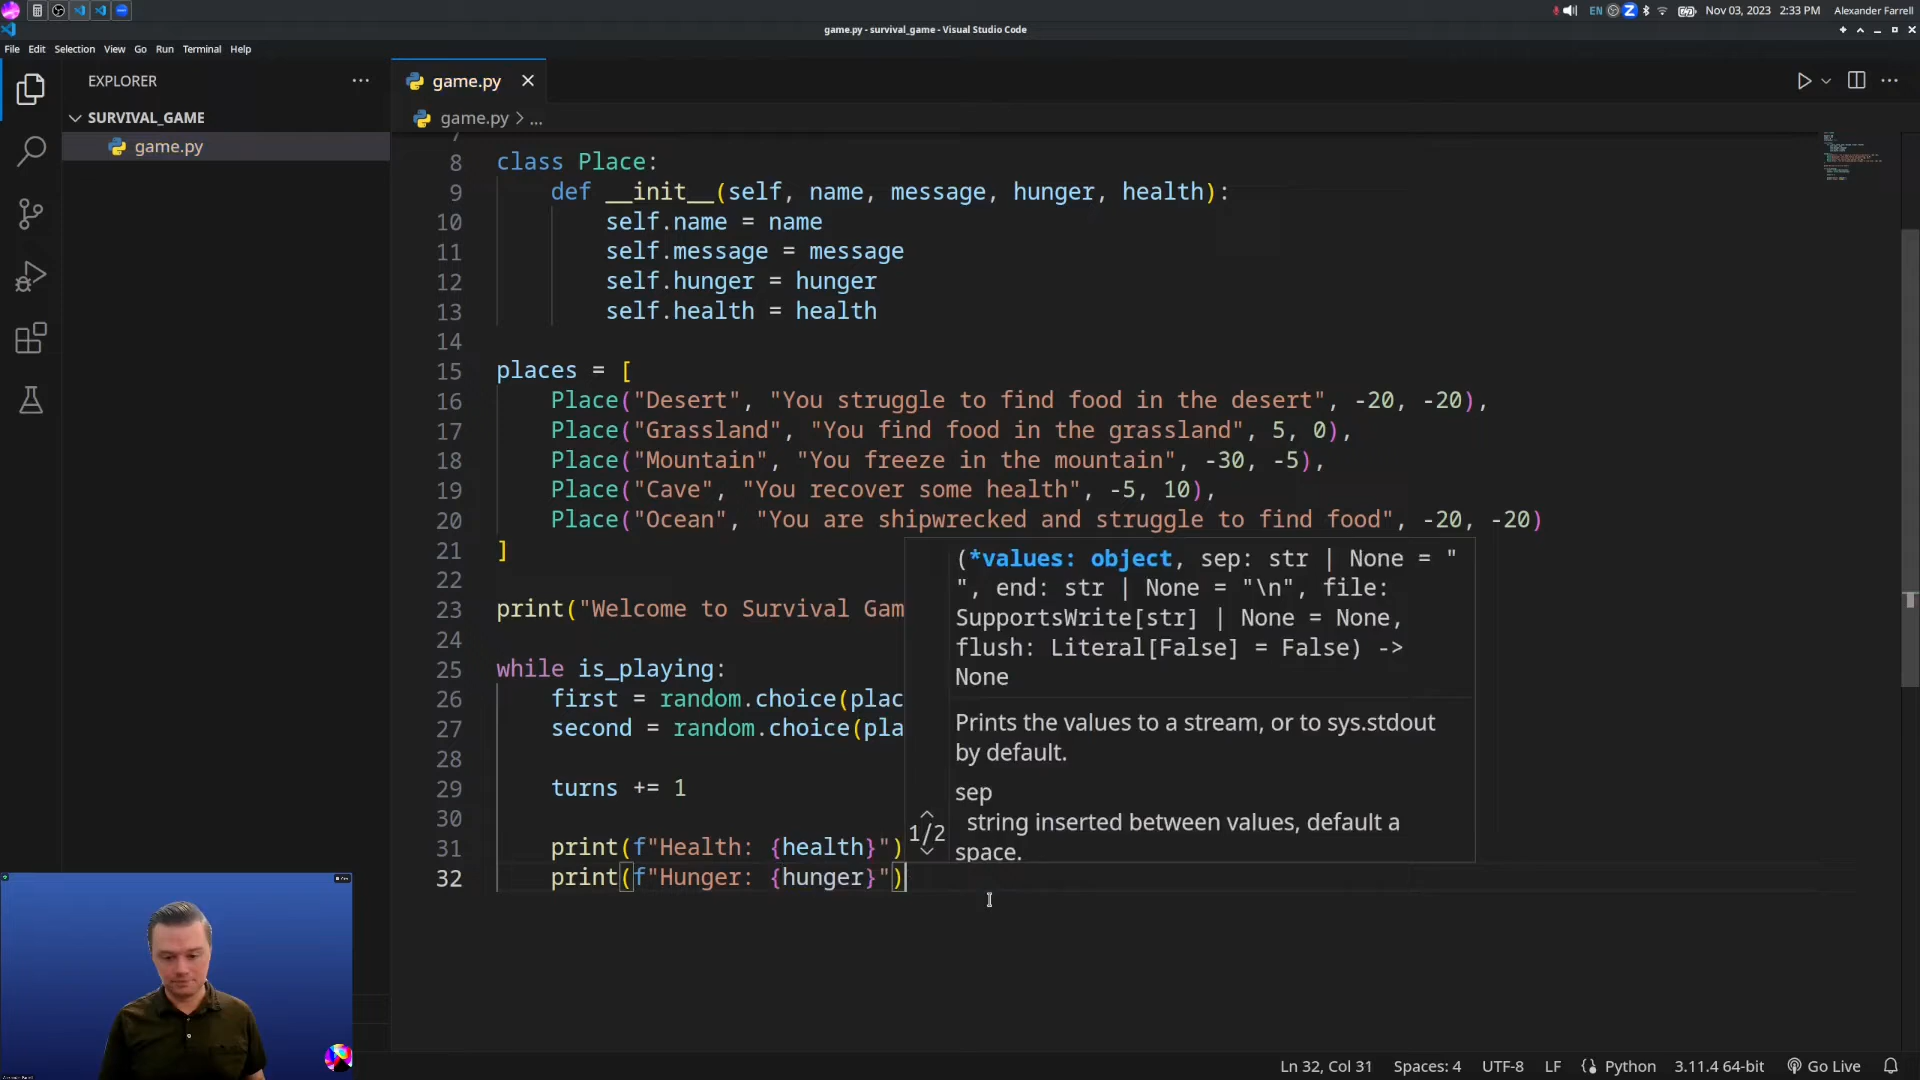 EN
Nov 03, 2023
2:33 PM
Alexander Farrell
game.py - survival_game - Visual Studio Code
File Edit Selection View Go Run Terminal Help
EXPLORER
SURVIVAL_GAME
game.py
game.py
game.py > ...
8 class Place:
9 def __init__(self, name, message, hunger, health):
10 self.name = name
11 self.message = message
12 self.hunger = hunger
13 self.health = health
14
15 places = [
16 Place("Desert", "You struggle to find food in the desert", -20, -20),
17 Place("Grassland", "You find food in the grassland", 5, 0),
18 Place("Mountain", "You freeze in the mountain", -30, -5),
19 Place("Cave", "You recover some health", -5, 10),
20 Place("Ocean", "You are shipwrecked and struggle to find food", -20, -20)
21 ]
22
23 print("Welcome to Survival Gam
24
25 while is_playing:
26 first = random.choice(plac
27 second = random.choice(pla
28
29 turns += 1
30
31 print(f"Health: {health}")
32 print(f"Hunger: {hunger}")
(*values: object, sep: str | None = "
", end: str | None = "\n", file:
SupportsWrite[str] | None = None,
flush: Literal[False] = False) ->
None
Prints the values to a stream, or to sys.stdout
by default.
sep
string inserted between values, default a
space.
1/2
Ln 32, Col 31 Spaces: 4 UTF-8 LF Python 3.11.4 64-bit Go Live